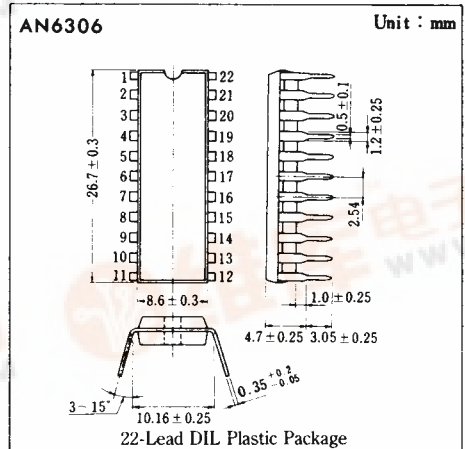 AN6306
Unit : mm
1 22
2 21
3 20
4 19
5 18
6 17
7 16
8 15
9 14
10 13
11 12
26.7 ± 0.3
8.6 ± 0.3
0.5 ± 0.1
1.2 ± 0.25
2.54
1.0 ± 0.25
4.7 ± 0.25 3.05 ± 0.25
3~15°
10.16 ± 0.25
0.35 +0.2 -0.05
22-Lead DIL Plastic Package